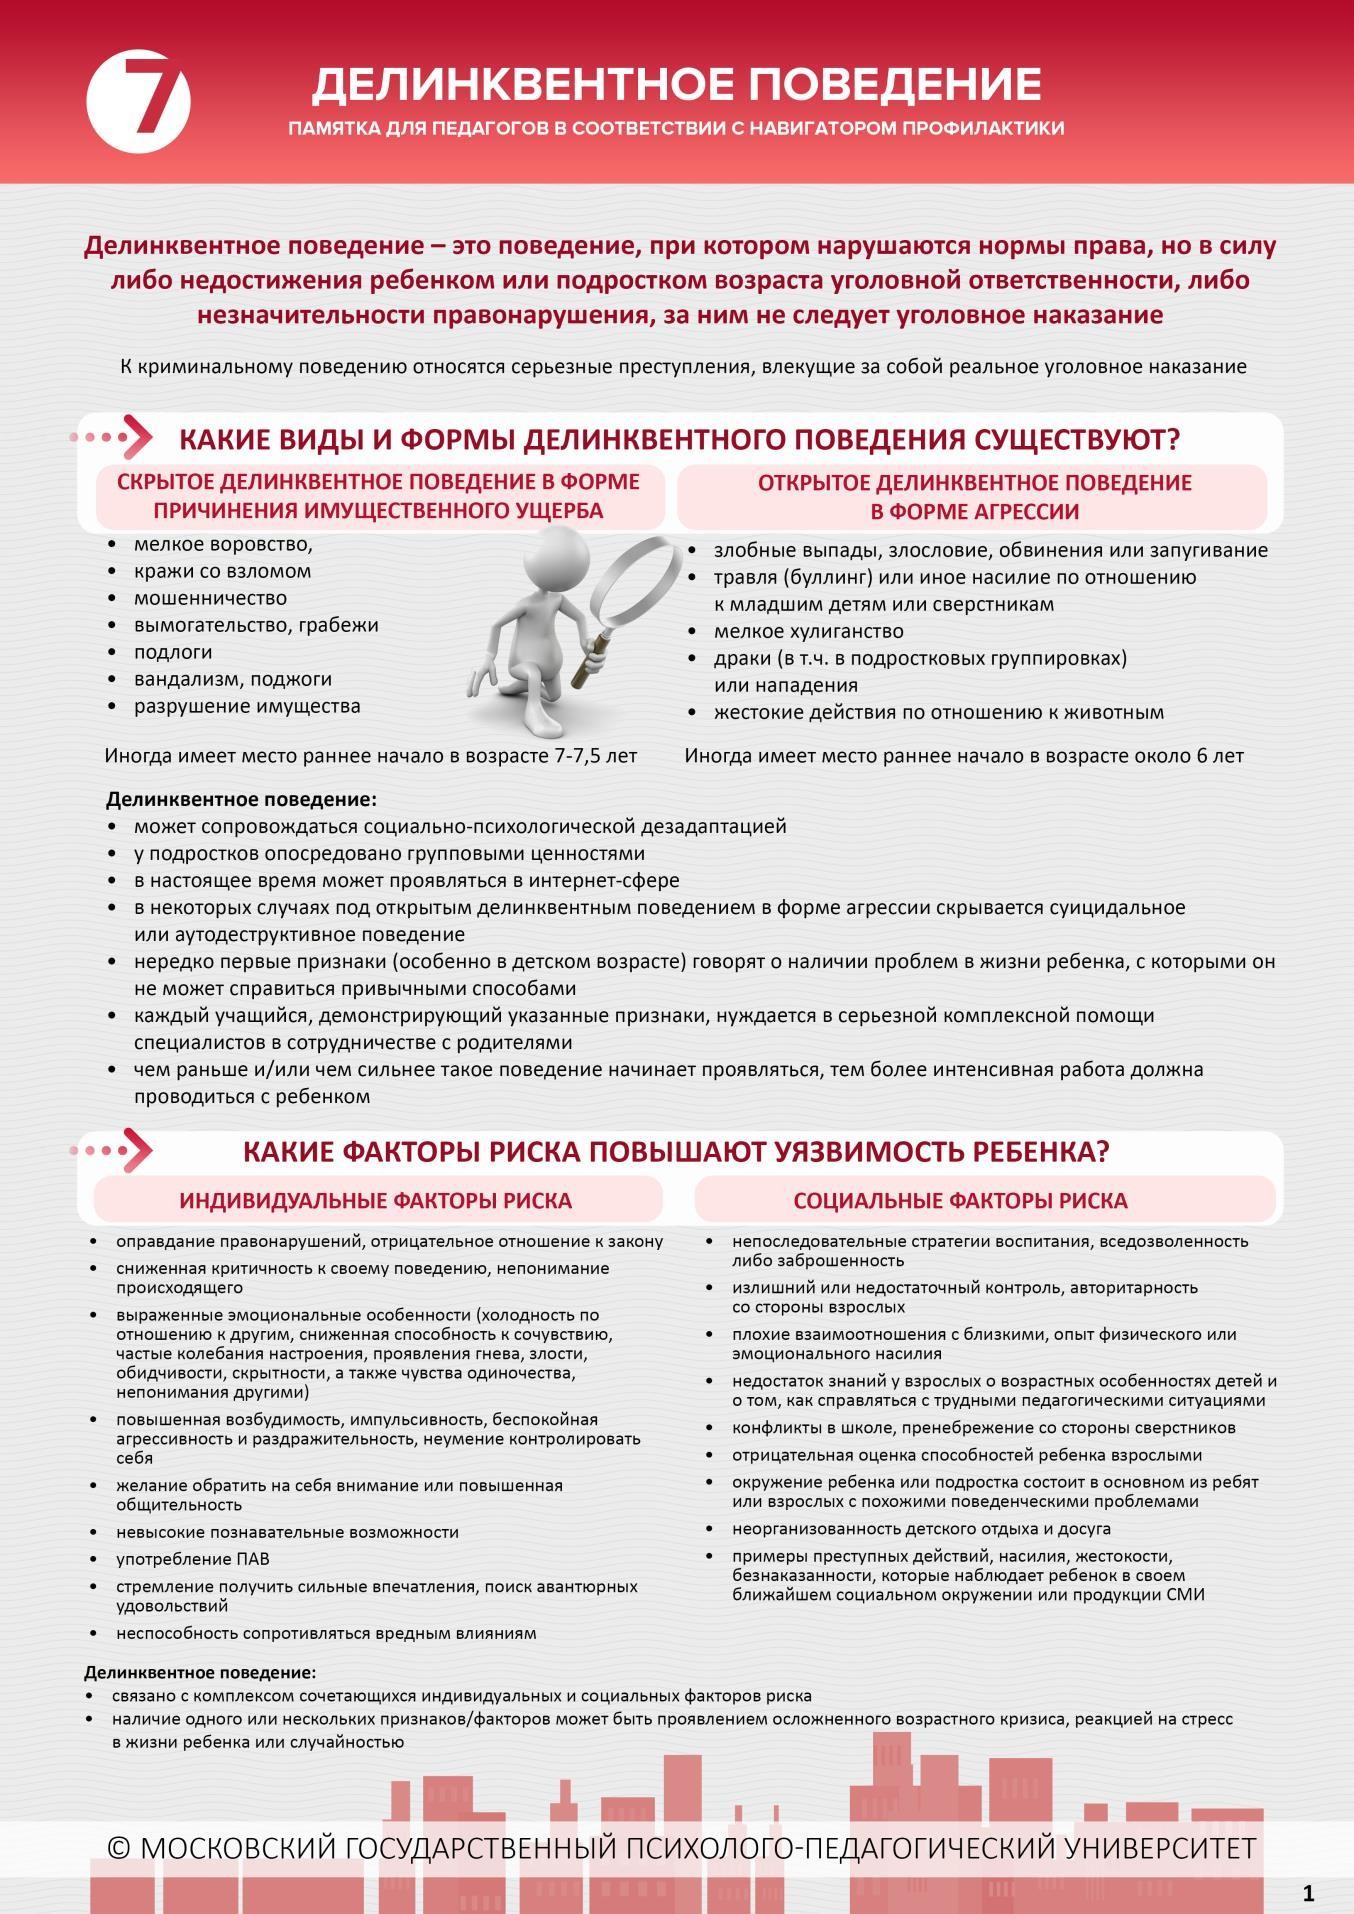 7
ДЕЛИНКВЕНТНОЕ ПОВЕДЕНИЕ
ПАМЯТКА ДЛЯ ПЕДАГОГОВ В СООТВЕТСТВИИ С НАВИГАТОРОМ ПРОФИЛАКТИКИ
Делинквентное поведение – это поведение, при котором нарушаются нормы права, но в силу
либо недостижения ребенком или подростком возраста уголовной ответственности, либо
незначительности правонарушения, за ним не следует уголовное наказание
К криминальному поведению относятся серьезные преступления, влекущие за собой реальное уголовное наказание
КАКИЕ ВИДЫ И ФОРМЫ ДЕЛИНКВЕНТНОГО ПОВЕДЕНИЯ СУЩЕСТВУЮТ?
СКРЫТОЕ ДЕЛИНКВЕНТНОЕ ПОВЕДЕНИЕ В ФОРМЕ
ПРИЧИНЕНИЯ ИМУЩЕСТВЕННОГО УЩЕРБА
• мелкое воровство,
• кражи со взломом
• мошенничество
• вымогательство, грабежи
• подлоги
• вандализм, поджоги
• разрушение имущества
Иногда имеет место раннее начало в возрасте 7-7,5 лет
ОТКРЫТОЕ ДЕЛИНКВЕНТНОЕ ПОВЕДЕНИЕ
В ФОРМЕ АГРЕССИИ
• злобные выпады, злословие, обвинения или запугивание
• травля (буллинг) или иное насилие по отношению
к младшим детям или сверстникам
• мелкое хулиганство
• драки (в т.ч. в подростковых группировках)
или нападения
• жестокие действия по отношению к животным
Иногда имеет место раннее начало в возрасте около 6 лет
Делинквентное поведение:
• может сопровождаться социально-психологической дезадаптацией
• у подростков опосредовано групповыми ценностями
• в настоящее время может проявляться в интернет-сфере
• в некоторых случаях под открытым делинквентным поведением в форме агрессии скрывается суицидальное
или аутодеструктивное поведение
• нередко первые признаки (особенно в детском возрасте) говорят о наличии проблем в жизни ребенка, с которыми он
не может справиться привычными способами
• каждый учащийся, демонстрирующий указанные признаки, нуждается в серьезной комплексной помощи
специалистов в сотрудничестве с родителями
• чем раньше и/или чем сильнее такое поведение начинает проявляться, тем более интенсивная работа должна
проводиться с ребенком
КАКИЕ ФАКТОРЫ РИСКА ПОВЫШАЮТ УЯЗВИМОСТЬ РЕБЕНКА?
ИНДИВИДУАЛЬНЫЕ ФАКТОРЫ РИСКА
• оправдание правонарушений, отрицательное отношение к закону
• сниженная критичность к своему поведению, непонимание
происходящего
• выраженные эмоциональные особенности (холодность по
отношению к другим, сниженная способность к сочувствию,
частые колебания настроения, проявления гнева, злости,
обидчивости, скрытности, а также чувства одиночества,
непонимания другими)
• повышенная возбудимость, импульсивность, беспокойная
агрессивность и раздражительность, неумение контролировать
себя
• желание обратить на себя внимание или повышенная
общительность
• невысокие познавательные возможности
• употребление ПАВ
• стремление получить сильные впечатления, поиск авантюрных
удовольствий
• неспособность сопротивляться вредным влияниям
СОЦИАЛЬНЫЕ ФАКТОРЫ РИСКА
• непоследовательные стратегии воспитания, вседозволенность
либо заброшенность
• излишний или недостаточный контроль, авторитарность
со стороны взрослых
• плохие взаимоотношения с близкими, опыт физического или
эмоционального насилия
• недостаток знаний у взрослых о возрастных особенностях детей и
о том, как справляться с трудными педагогическими ситуациями
• конфликты в школе, пренебрежение со стороны сверстников
• отрицательная оценка способностей ребенка взрослыми
• окружение ребенка или подростка состоит в основном из ребят
или взрослых с похожими поведенческими проблемами
• неорганизованность детского отдыха и досуга
• примеры преступных действий, насилия, жестокости,
безнаказанности, которые наблюдает ребенок в своем
ближайшем социальном окружении или продукции СМИ
Делинквентное поведение:
• связано с комплексом сочетающихся индивидуальных и социальных факторов риска
• наличие одного или нескольких признаков/факторов может быть проявлением осложненного возрастного кризиса, реакцией на стресс
в жизни ребенка или случайностью
© МОСКОВСКИЙ ГОСУДАРСТВЕННЫЙ ПСИХОЛОГО-ПЕДАГОГИЧЕСКИЙ УНИВЕРСИТЕТ
1